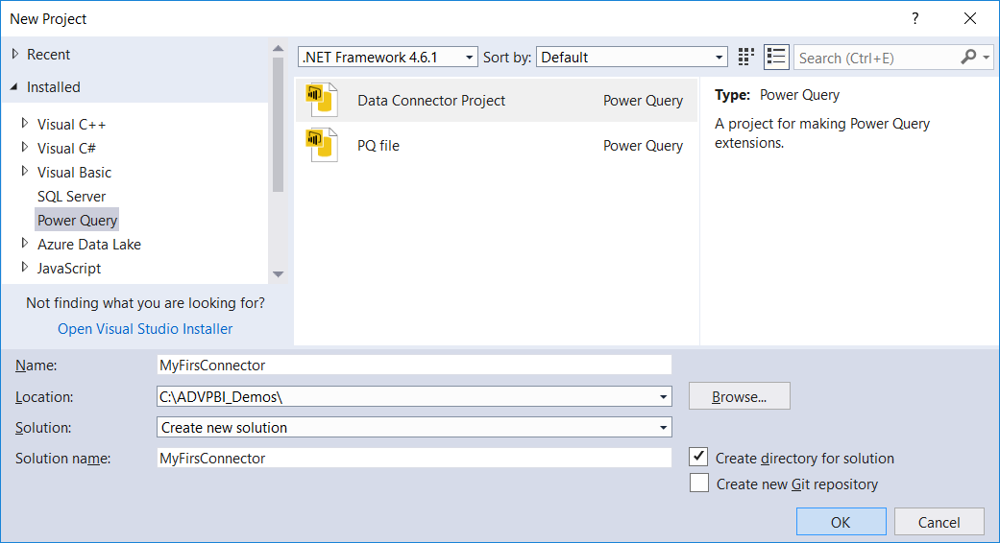 New Project
?
Recent
Installed
Visual C++
Visual C#
Visual Basic
SQL Server
Power Query
Azure Data Lake
JavaScript
Not finding what you are looking for?
Open Visual Studio Installer
.NET Framework 4.6.1
Sort by:
Default
Search (Ctrl+E)
Data Connector Project
Power Query
PQ file
Power Query
Type: Power Query
A project for making Power Query
extensions.
Name:
MyFirsConnector
Location:
C:\ADVPBI_Demos\
Browse...
Solution:
Create new solution
Solution name:
MyFirsConnector
Create directory for solution
Create new Git repository
OK
Cancel